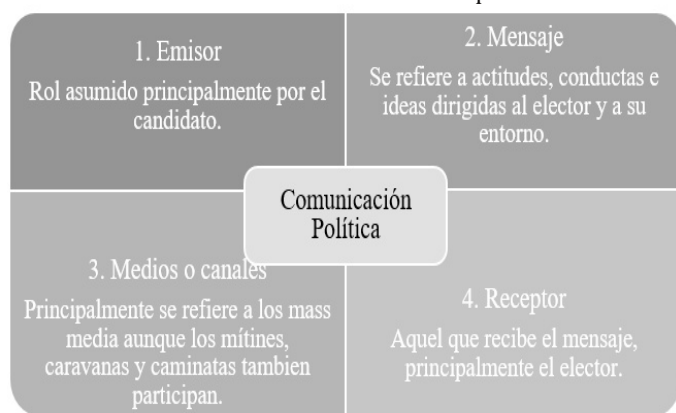 1. Emisor
Rol asumido principalmente por el
candidato.
2. Mensaje
Se refiere a actitudes, conductas e
ideas dirigidas al elector y a su
entorno.
Comunicación
Política
3. Medios o canales
Principalmente se refiere a los mass
media aunque los mítines,
caravanas y caminatas tambien
participan.
4. Receptor
Aquel que recibe el mensaje,
principalmente el elector.